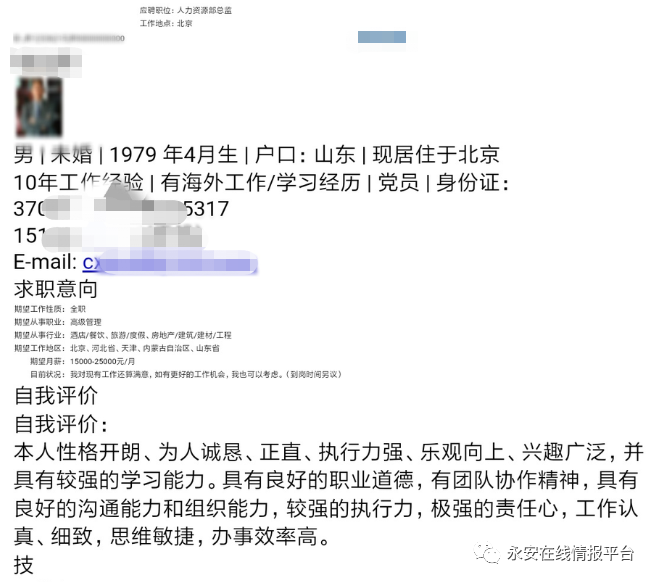 应聘职位：人力资源部总监
工作地点：北京
男 | 未婚 | 1979 年4月生 | 户口：山东 | 现居住于北京
10年工作经验 | 有海外工作/学习经历 | 党员 | 身份证：
370 5317
151
E-mail: cx
求职意向
期望工作性质：全职
期望从事职业：高级管理
期望从事行业：酒店/餐饮、旅游/度假、房地产/建筑/建材/工程
期望工作地区：北京、河北省、天津、内蒙古自治区、山东省
期望月薪：15000-25000元/月
目前状况：我对现有工作还算满意，如有更好的工作机会，我也可以考虑。（到岗时间另议）
自我评价
自我评价：
本人性格开朗、为人诚恳、正直、执行力强、乐观向上、兴趣广泛，并
具有较强的学习能力。具有良好的职业道德，有团队协作精神，具有
良好的沟通能力和组织能力，较强的执行力，极强的责任心，工作认
真、细致，思维敏捷，办事效率高。
技
永安在线情报平台